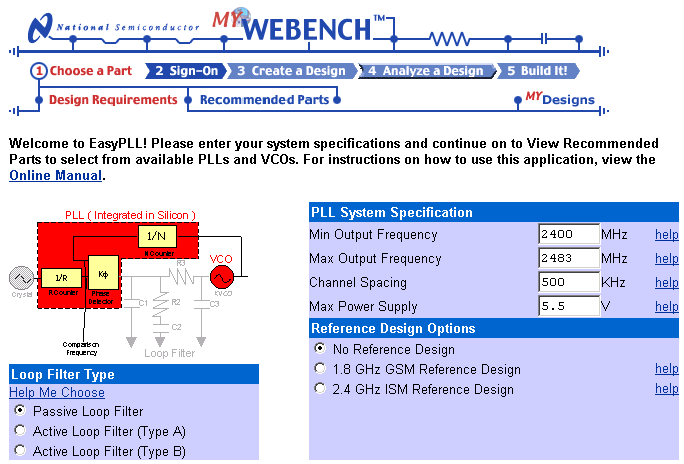 National Semiconductor
MY WEBENCH™
1 Choose a Part 2 Sign-On 3 Create a Design 4 Analyze a Design 5 Build It!
Design Requirements Recommended Parts MY Designs
Welcome to EasyPLL! Please enter your system specifications and continue on to View Recommended
Parts to select from available PLLs and VCOs. For instructions on how to use this application, view the
Online Manual.
PLL ( Integrated in Silicon )
1/N
N Counter
VCO
KVCO
Crystal
1/R
R Counter
KΦ
Phase
Detector
R3
C1
R2
C3
C2
Comparison
Frequency
Loop Filter
Loop Filter Type
Help Me Choose
Passive Loop Filter
Active Loop Filter (Type A)
Active Loop Filter (Type B)
PLL System Specification
Min Output Frequency 2400 MHz help
Max Output Frequency 2483 MHz help
Channel Spacing 500 KHz help
Max Power Supply 5.5 V help
Reference Design Options
No Reference Design
1.8 GHz GSM Reference Design help
2.4 GHz ISM Reference Design help